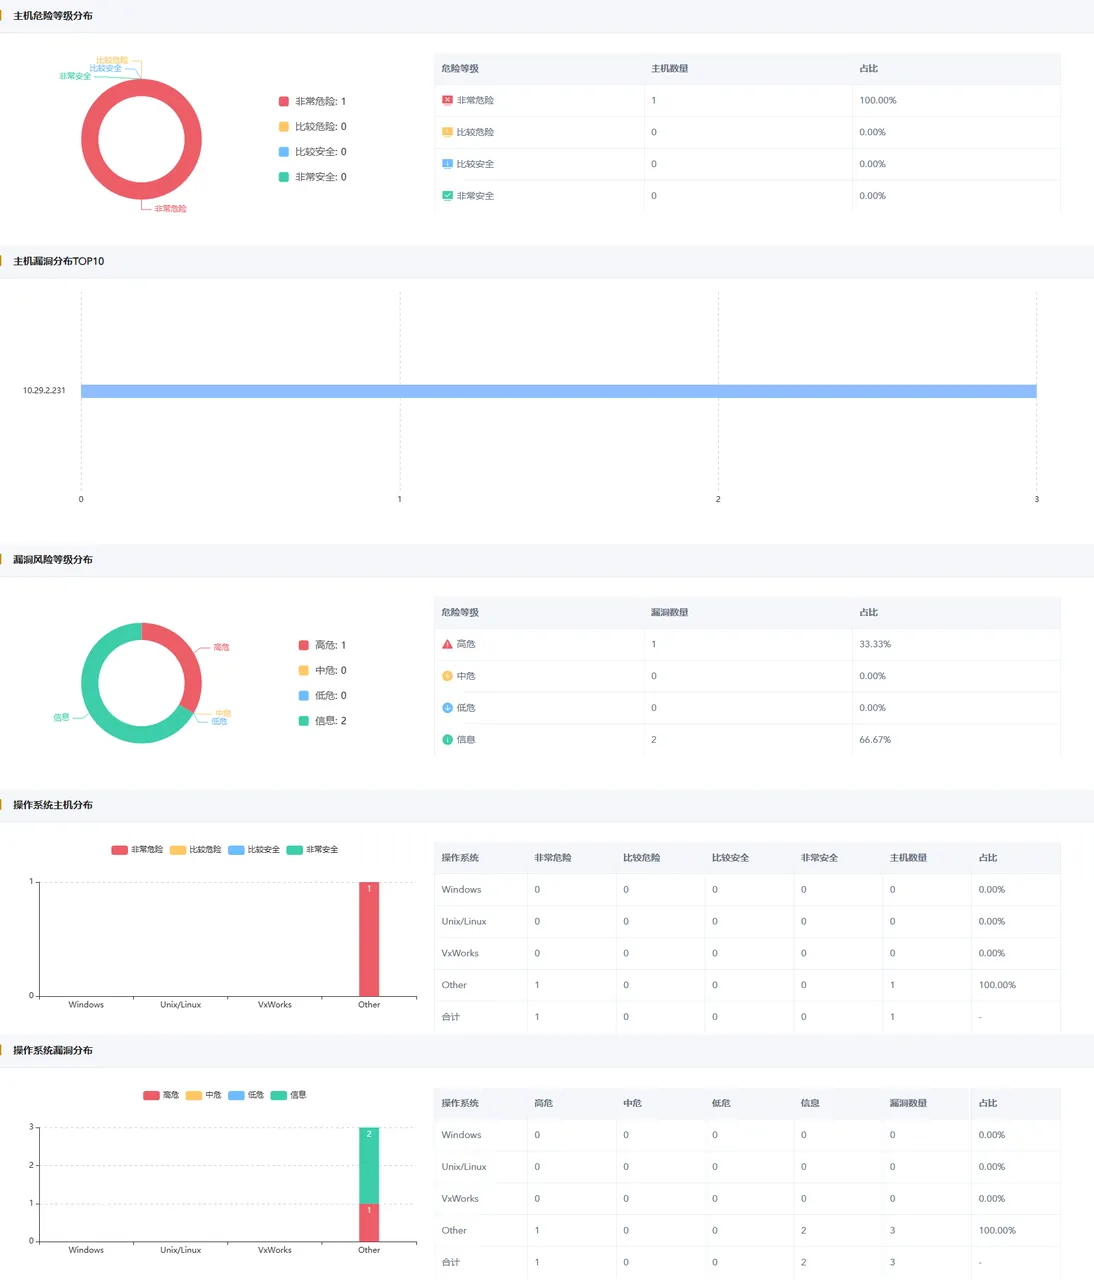 主机危险等级分布
比较危险
比较安全
非常安全
非常危险
非常危险: 1
比较危险: 0
比较安全: 0
非常安全: 0
危险等级 主机数量 占比
非常危险 1 100.00%
比较危险 0 0.00%
比较安全 0 0.00%
非常安全 0 0.00%
主机漏洞分布TOP10
10.29.2.231
0 1 2 3
漏洞风险等级分布
高危
中危
低危
信息
高危: 1
中危: 0
低危: 0
信息: 2
危险等级 漏洞数量 占比
高危 1 33.33%
中危 0 0.00%
低危 0 0.00%
信息 2 66.67%
操作系统主机分布
非常危险 比较危险 比较安全 非常安全
1
1
0
Windows Unix/Linux VxWorks Other
操作系统 非常危险 比较危险 比较安全 非常安全 主机数量 占比
Windows 0 0 0 0 0 0.00%
Unix/Linux 0 0 0 0 0 0.00%
VxWorks 0 0 0 0 0 0.00%
Other 1 0 0 0 1 100.00%
合计 1 0 0 0 1 -
操作系统漏洞分布
高危 中危 低危 信息
3
2
2
1
1
0
Windows Unix/Linux VxWorks Other
操作系统 高危 中危 低危 信息 漏洞数量 占比
Windows 0 0 0 0 0 0.00%
Unix/Linux 0 0 0 0 0 0.00%
VxWorks 0 0 0 0 0 0.00%
Other 1 0 0 2 3 100.00%
合计 1 0 0 2 3 -